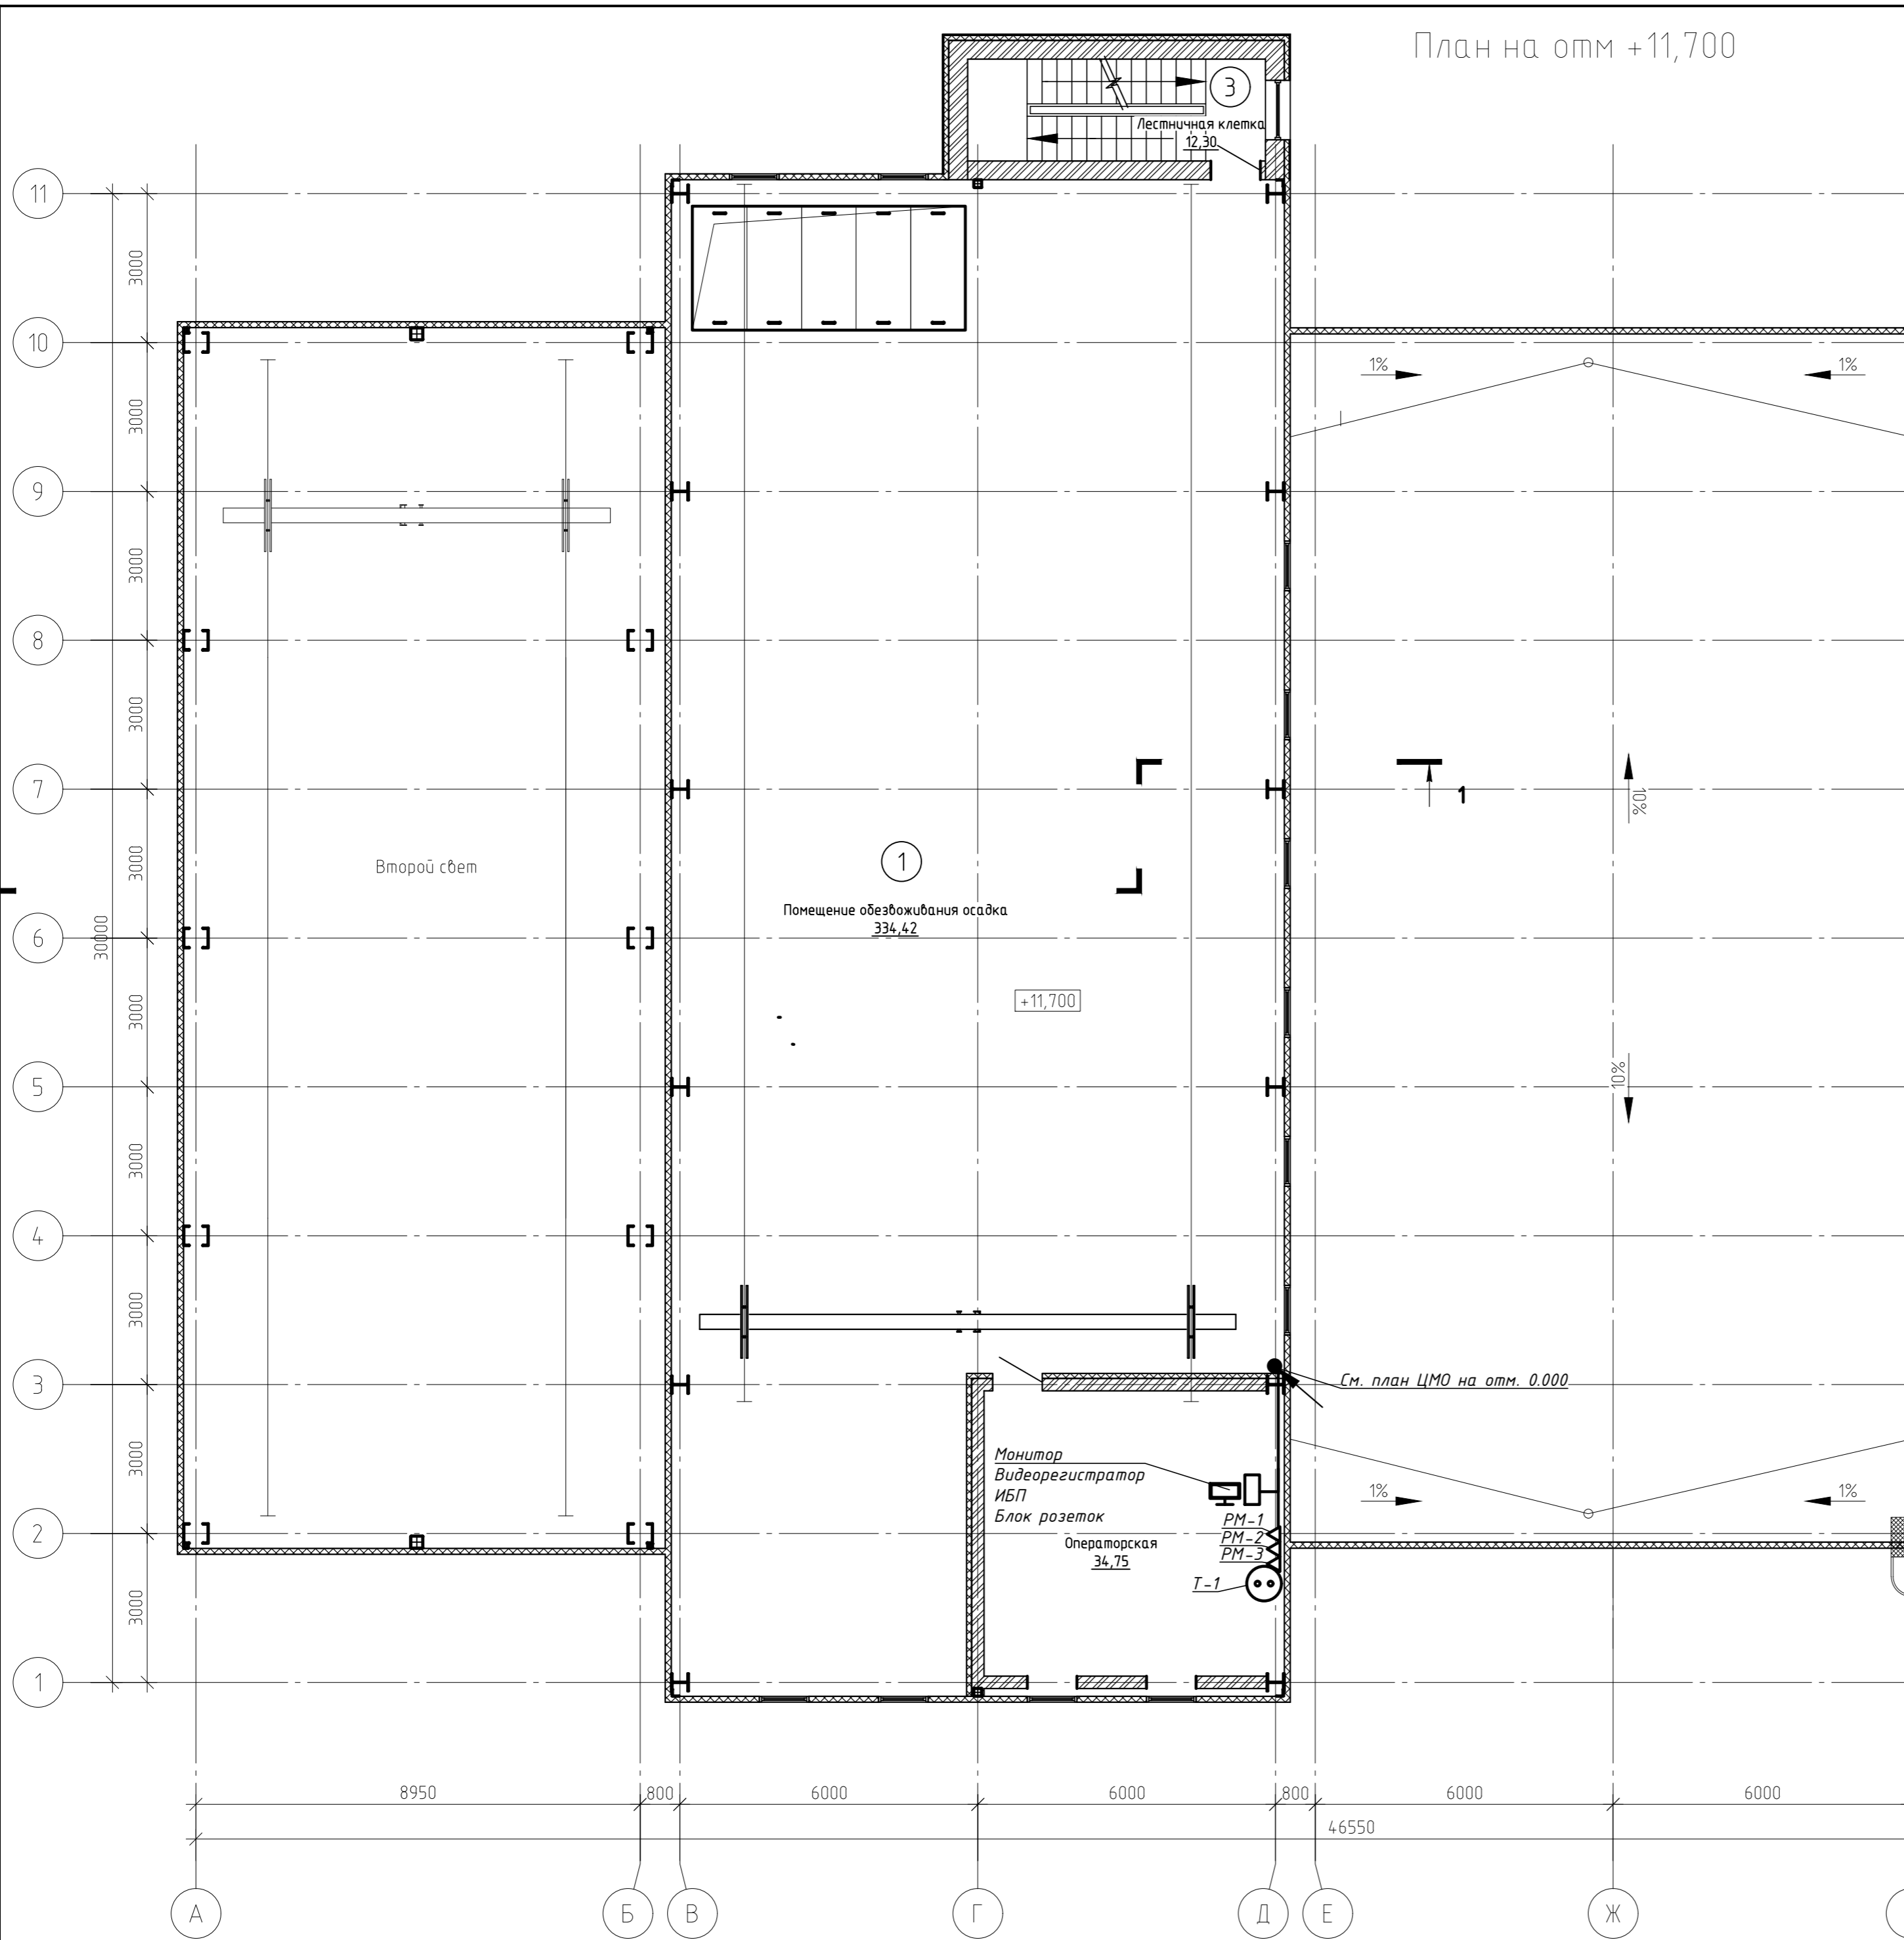 План на отм +11,700
3
Лестничная клетка
12,30
11
3000
10
1%
1%
3000
9
3000
8
3000
7
1
10%
3000
Второй свет
1
Помещение обезвоживания осадка
334,42
6
30000
+11,700
3000
5
10%
3000
4
3000
3
См. план ЦМО на отм. 0.000
3000
Монитор
Видеорегистратор
ИБП
Блок розеток
1%
1%
РМ-1
РМ-2
РМ-3
2
Операторская
34,75
Т-1
3000
1
8950
800
6000
6000
800
6000
6000
46550
А
Б
В
Г
Д
Е
Ж